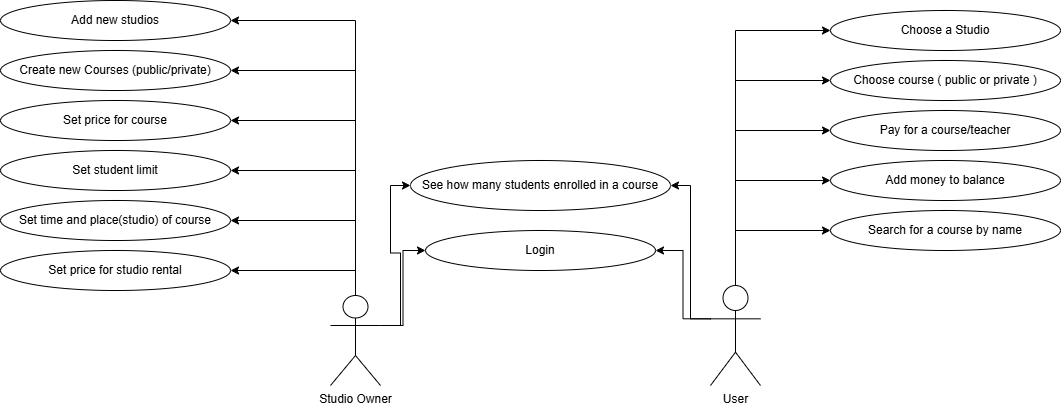 Add new studios
Create new Courses (public/private)
Set price for course
Set student limit
Set time and place(studio) of course
Set price for studio rental
Studio Owner
See how many students enrolled in a course
Login
Choose a Studio
Choose course ( public or private )
Pay for a course/teacher
Add money to balance
Search for a course by name
User